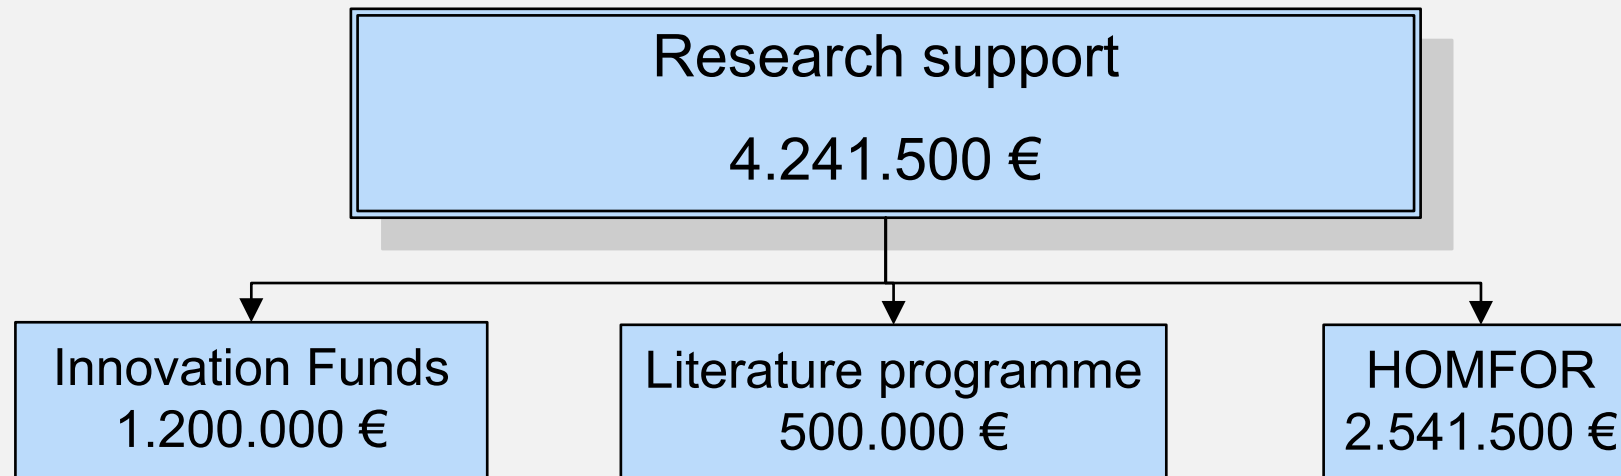 Research support
4.241.500 €
Innovation Funds
1.200.000 €
Literature programme
500.000 €
HOMFOR
2.541.500 €